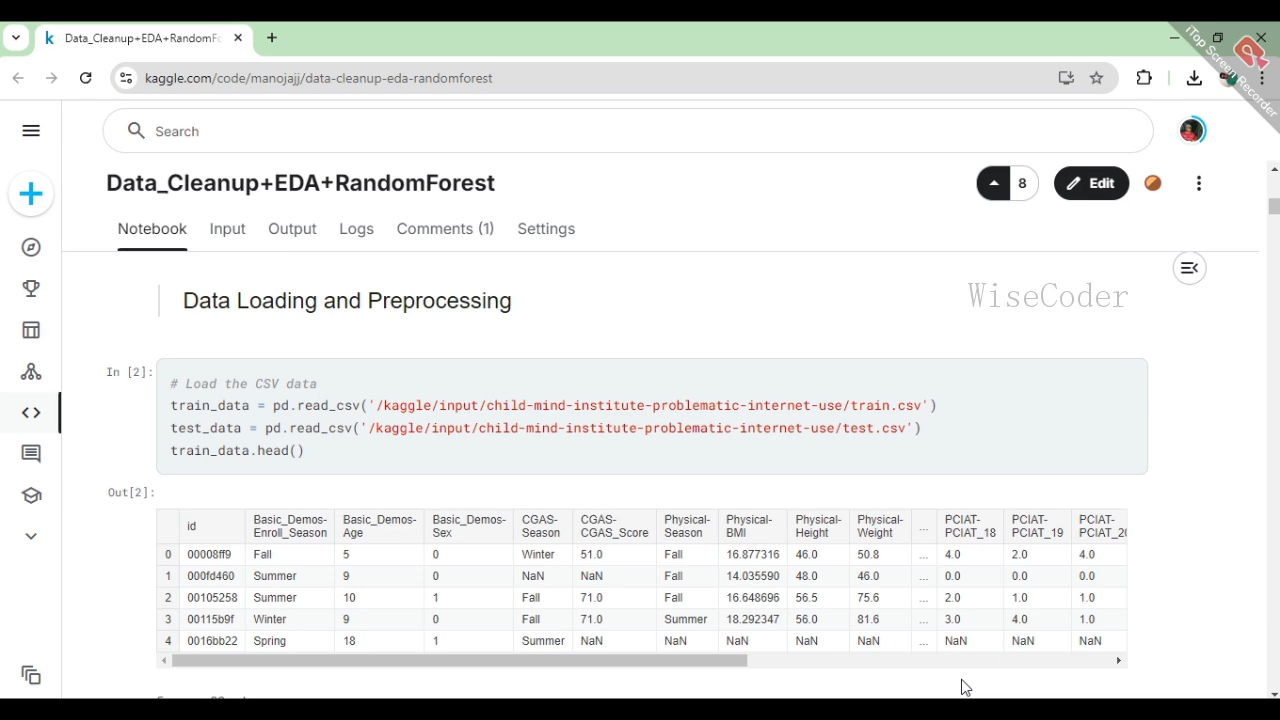 Data_Cleanup+EDA+RandomFo
iTop Screen Recorder
kaggle.com/code/manojajj/data-cleanup-eda-randomforest
Search
Data_Cleanup+EDA+RandomForest
8
Edit
Notebook Input Output Logs Comments (1) Settings
Data Loading and Preprocessing
WiseCoder
In [2]:
# Load the CSV data
train_data = pd.read_csv('/kaggle/input/child-mind-institute-problematic-internet-use/train.csv')
test_data = pd.read_csv('/kaggle/input/child-mind-institute-problematic-internet-use/test.csv')
train_data.head()
Out[2]:
id Basic_Demos-Enroll_Season Basic_Demos-Age Basic_Demos-Sex CGAS-Season CGAS-CGAS_Score Physical-Season Physical-BMI Physical-Height Physical-Weight ... PCIAT-PCIAT_18 PCIAT-PCIAT_19 PCIAT-PCIAT_20
0 00008ff9 Fall 5 0 Winter 51.0 Fall 16.877316 46.0 50.8 ... 4.0 2.0 4.0
1 000fd460 Summer 9 0 NaN NaN Fall 14.035590 48.0 46.0 ... 0.0 0.0 0.0
2 00105258 Summer 10 1 Fall 71.0 Fall 16.648696 56.5 75.6 ... 2.0 1.0 1.0
3 00115b9f Winter 9 0 Fall 71.0 Summer 18.292347 56.0 81.6 ... 3.0 4.0 1.0
4 0016bb22 Spring 18 1 Summer NaN NaN NaN NaN NaN ... NaN NaN NaN